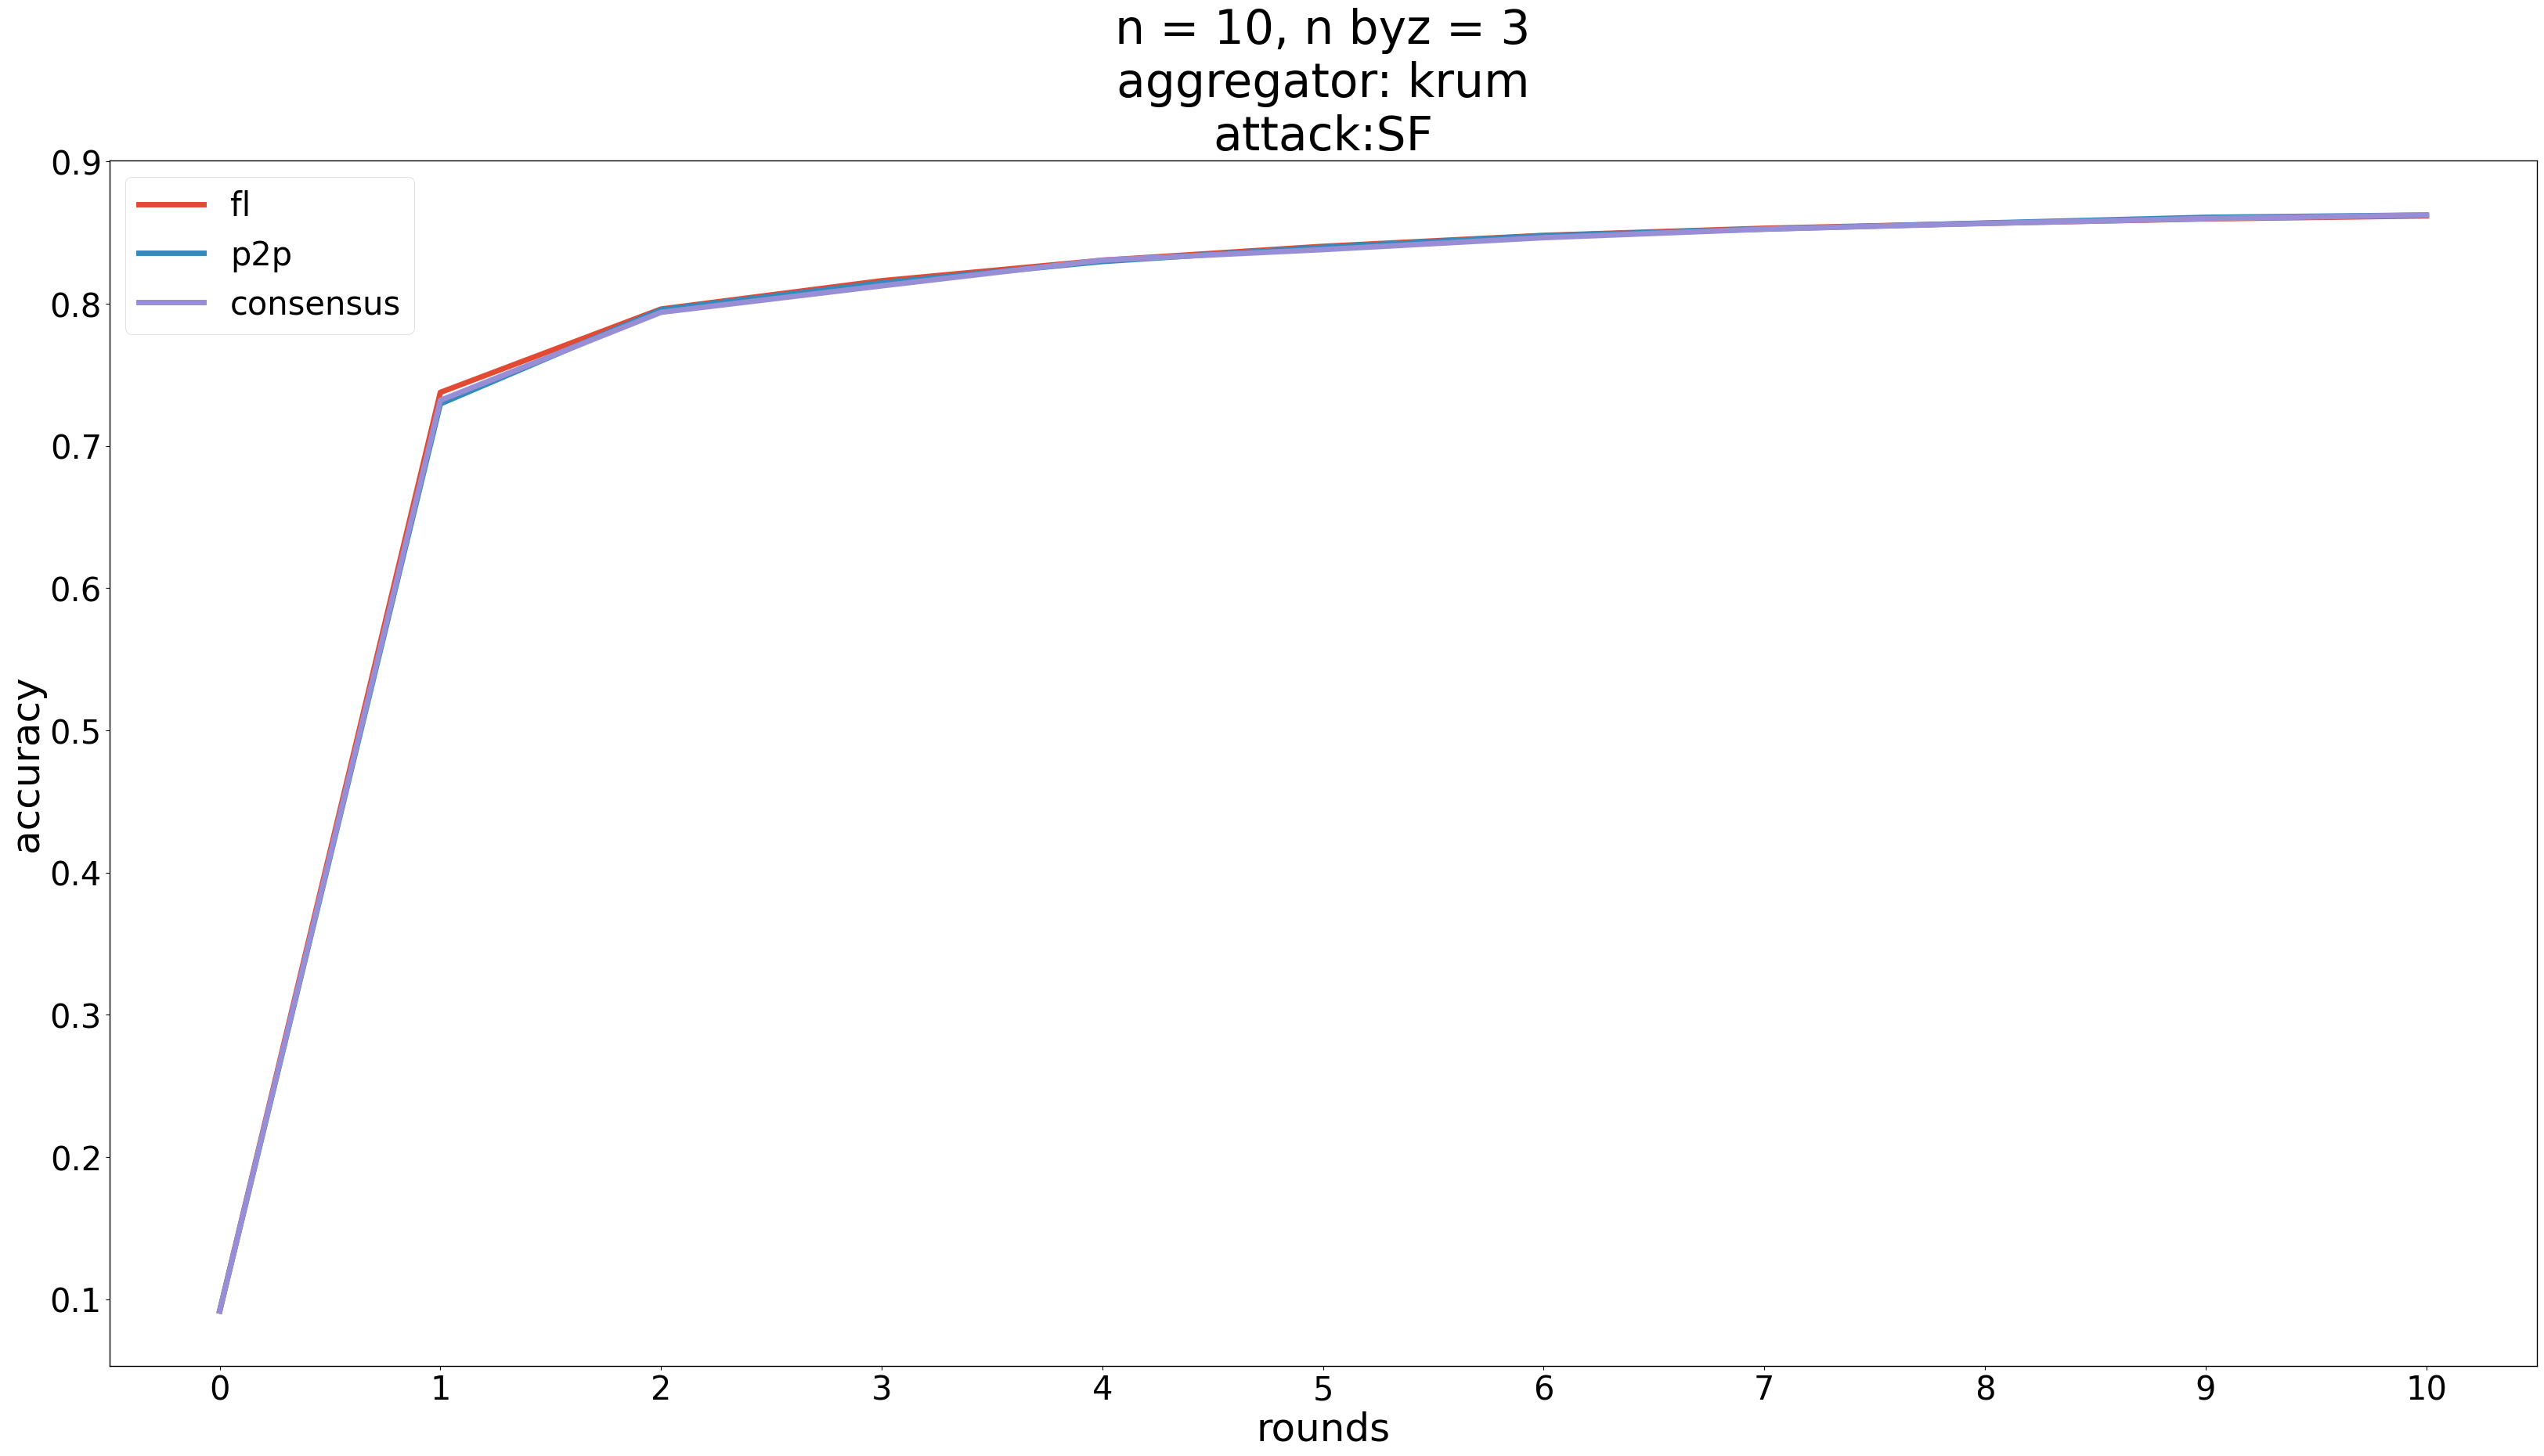 n = 10, n byz = 3
aggregator: krum
attack:SF
fl
p2p
consensus
accuracy
0.9
0.8
0.7
0.6
0.5
0.4
0.3
0.2
0.1
0 1 2 3 4 5 6 7 8 9 10
rounds